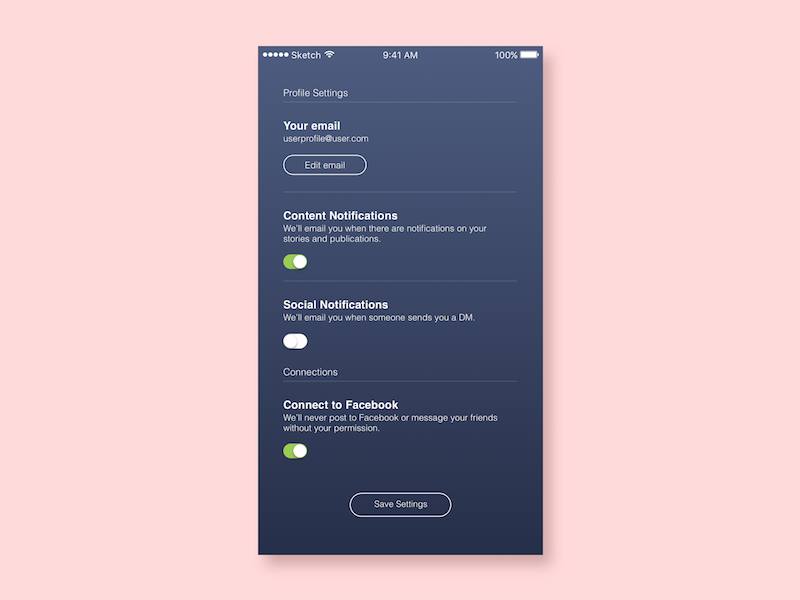 Sketch 9:41 AM 100%
Profile Settings
Your email
userprofile@user.com
Edit email
Content Notifications
We'll email you when there are notifications on your
stories and publications.
Social Notifications
We'll email you when someone sends you a DM.
Connections
Connect to Facebook
We'll never post to Facebook or message your friends
without your permission.
Save Settings